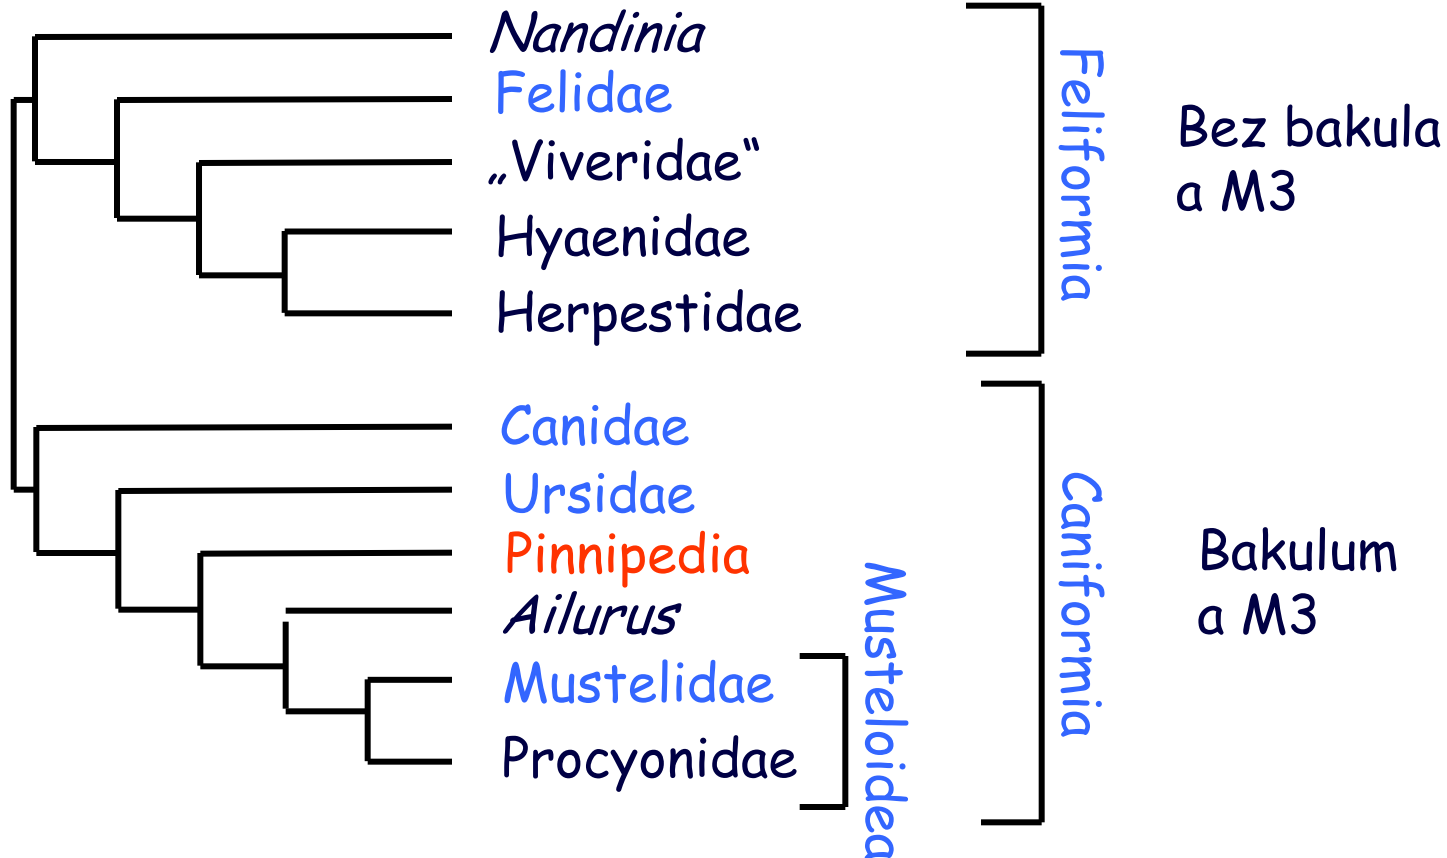 Nandinia
Felidae
„Viveridae“
Hyaenidae
Herpestidae
Feliformia
Bez bakula
a M3
Canidae
Ursidae
Pinnipedia
Ailurus
Mustelidae
Procyonidae
Musteloidea
Caniformia
Bakulum
a M3